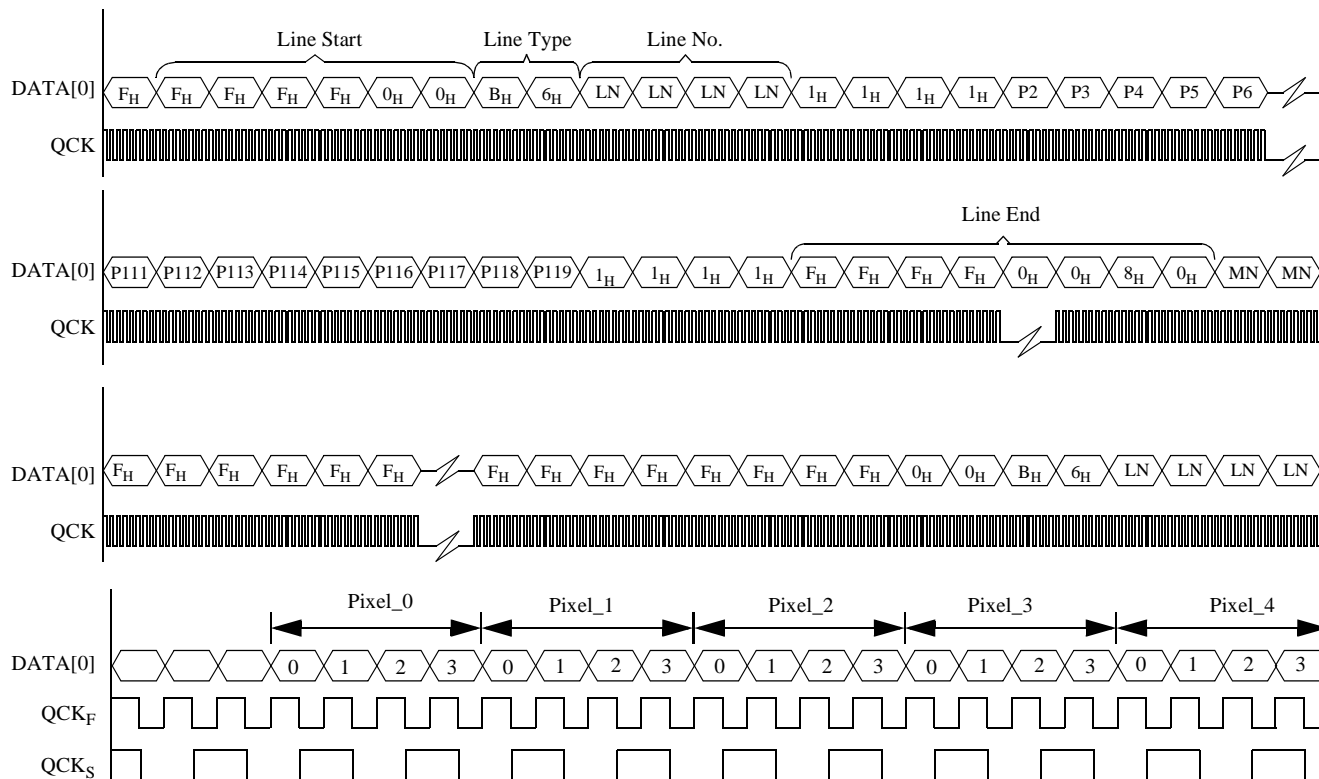 Line Start Line Type Line No.
DATA[0] F_H F_H F_H F_H F_H 0_H 0_H B_H 6_H LN LN LN LN 1_H 1_H 1_H 1_H P2 P3 P4 P5 P6
QCK
Line End
DATA[0] P111 P112 P113 P114 P115 P116 P117 P118 P119 1_H 1_H 1_H 1_H F_H F_H F_H F_H 0_H 0_H 8_H 0_H MN MN
QCK
DATA[0] F_H F_H F_H F_H F_H F_H F_H F_H F_H F_H F_H F_H F_H F_H 0_H 0_H B_H 6_H LN LN LN LN
QCK
Pixel_0 Pixel_1 Pixel_2 Pixel_3 Pixel_4
DATA[0] 0 1 2 3 0 1 2 3 0 1 2 3 0 1 2 3 0 1 2 3
QCK_F
QCK_S